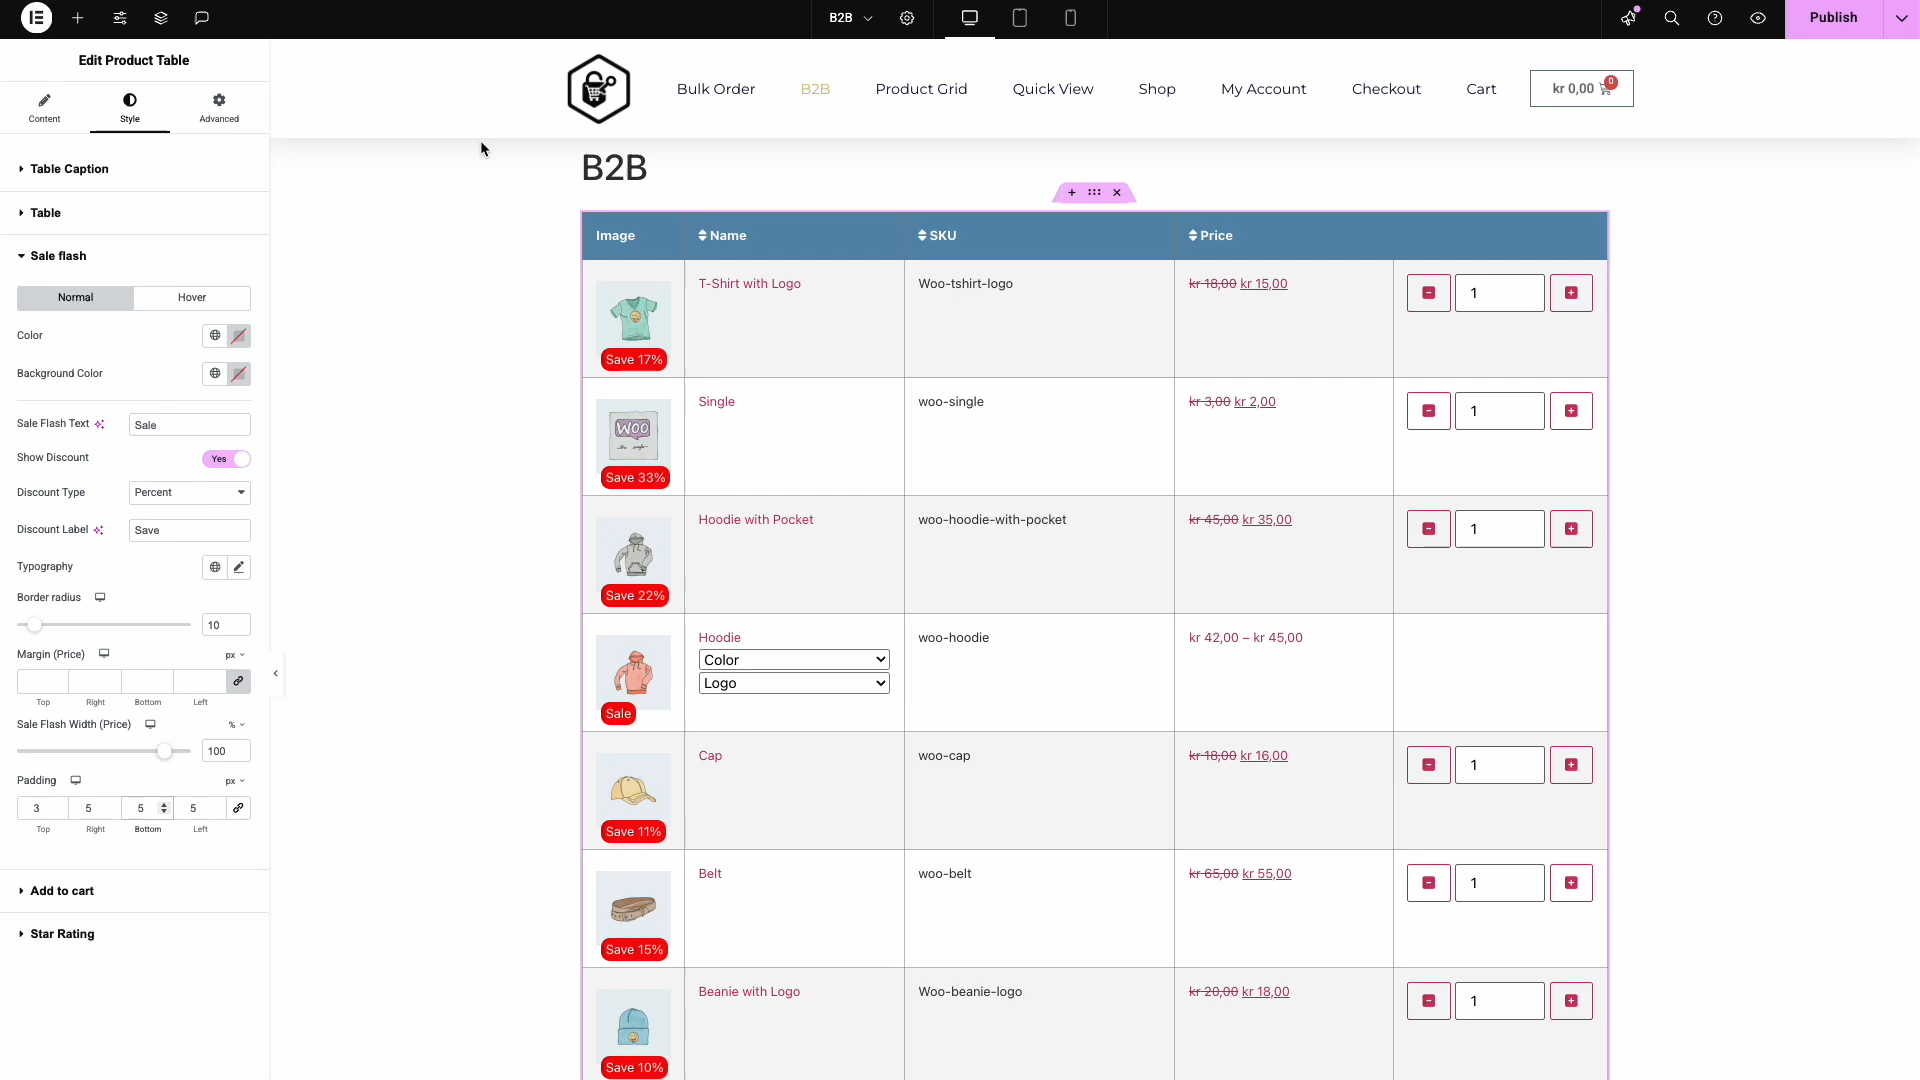 B2B
Publish
Edit Product Table
Content
Style
Advanced
Table Caption
Table
Sale flash
Normal
Hover
Color
Background Color
Sale Flash Text
Sale
Show Discount
Yes
Discount Type
Percent
Discount Label
Save
Typography
Border radius
10
Margin (Price)
px
Top
Right
Bottom
Left
Sale Flash Width (Price)
%
100
Padding
px
3
5
5
5
Top
Right
Bottom
Left
Add to cart
Star Rating
Bulk Order
B2B
Product Grid
Quick View
Shop
My Account
Checkout
Cart
kr 0,00
0
B2B
Image
Name
SKU
Price
T-Shirt with Logo
Woo-tshirt-logo
kr 18,00 kr 15,00
1
Save 17%
Single
woo-single
kr 3,00 kr 2,00
1
WOO
Save 33%
Hoodie with Pocket
woo-hoodie-with-pocket
kr 45,00 kr 35,00
1
Save 22%
Hoodie
woo-hoodie
kr 42,00 – kr 45,00
Color
Logo
Sale
Cap
woo-cap
kr 18,00 kr 16,00
1
Save 11%
Belt
woo-belt
kr 65,00 kr 55,00
1
Save 15%
Beanie with Logo
Woo-beanie-logo
kr 20,00 kr 18,00
1
Save 10%